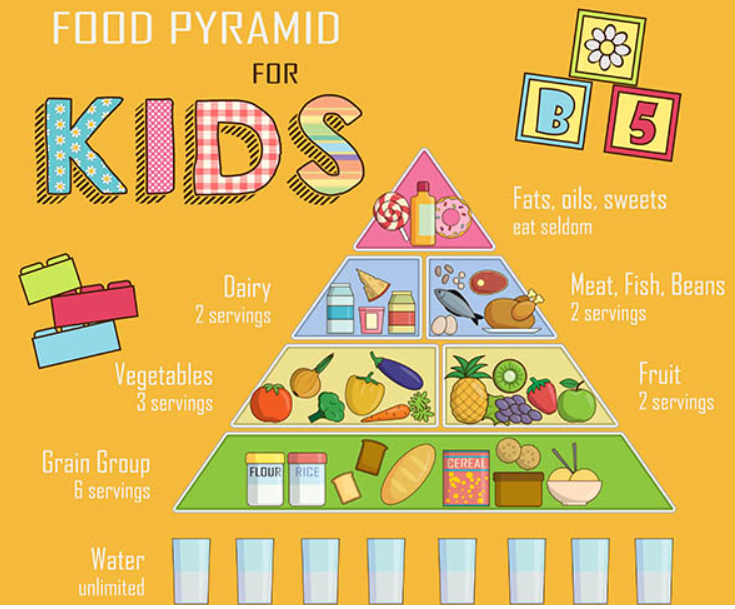 FOOD PYRAMID
FOR
KIDS
B 5
Fats, oils, sweets
eat seldom
Dairy
2 servings
Meat, Fish, Beans
2 servings
Vegetables
3 servings
Fruit
2 servings
Grain Group
6 servings
FLOUR
RICE
CEREAL
Water
unlimited